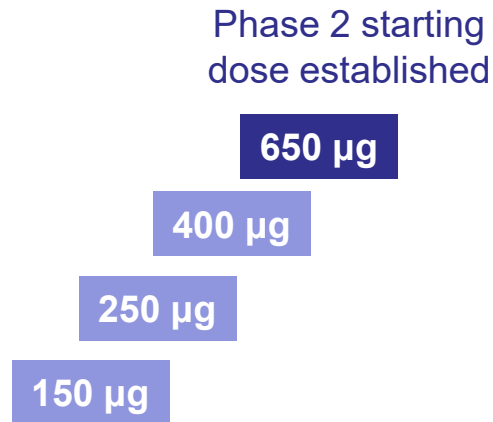 Phase 2 starting
dose established
650 µg
400 µg
250 µg
150 µg